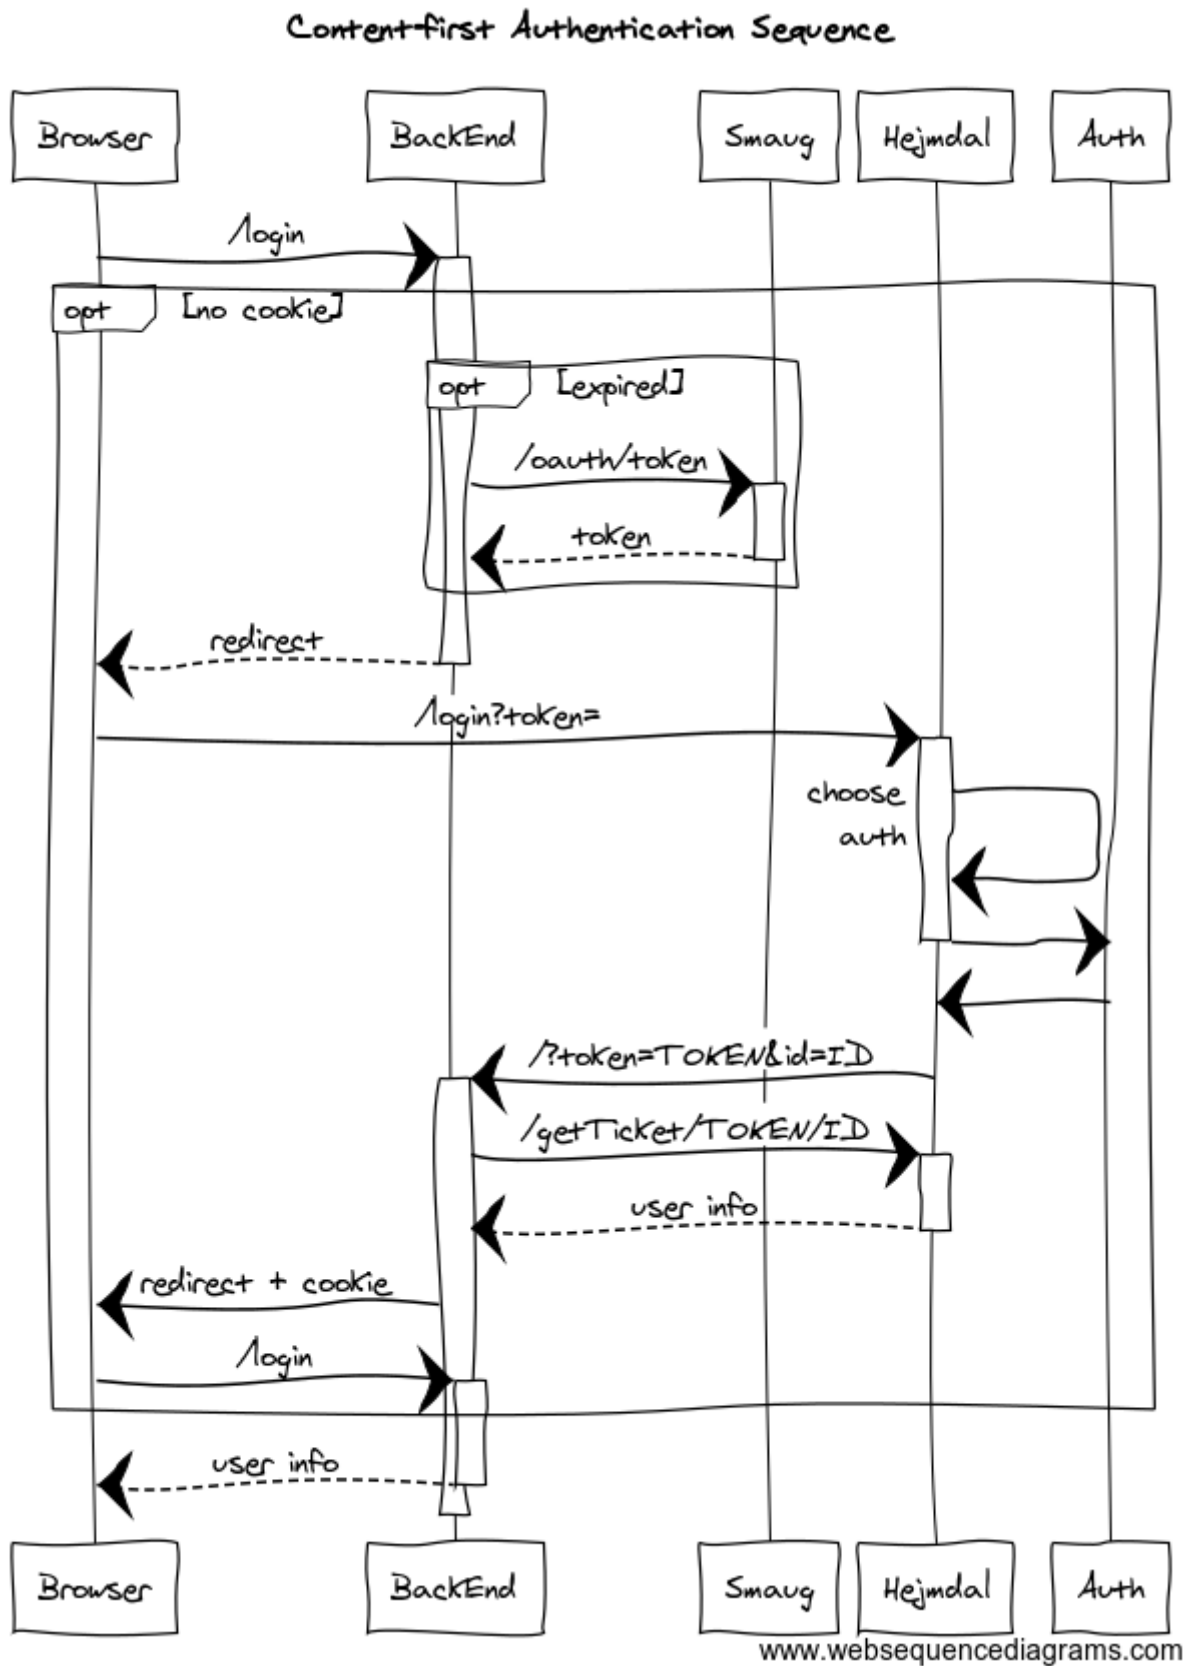 Content-first Authentication Sequence
Browser BackEnd Smaug Hejmdal Auth
/login
opt [no cookie]
opt [expired]
/oauth/token
token
redirect
/login?token=
choose
auth
/?token=TOKEN&id=ID
/getTicket/TOKEN/ID
user info
redirect + cookie
/login
user info
Browser BackEnd Smaug Hejmdal Auth
www.websequencediagrams.com